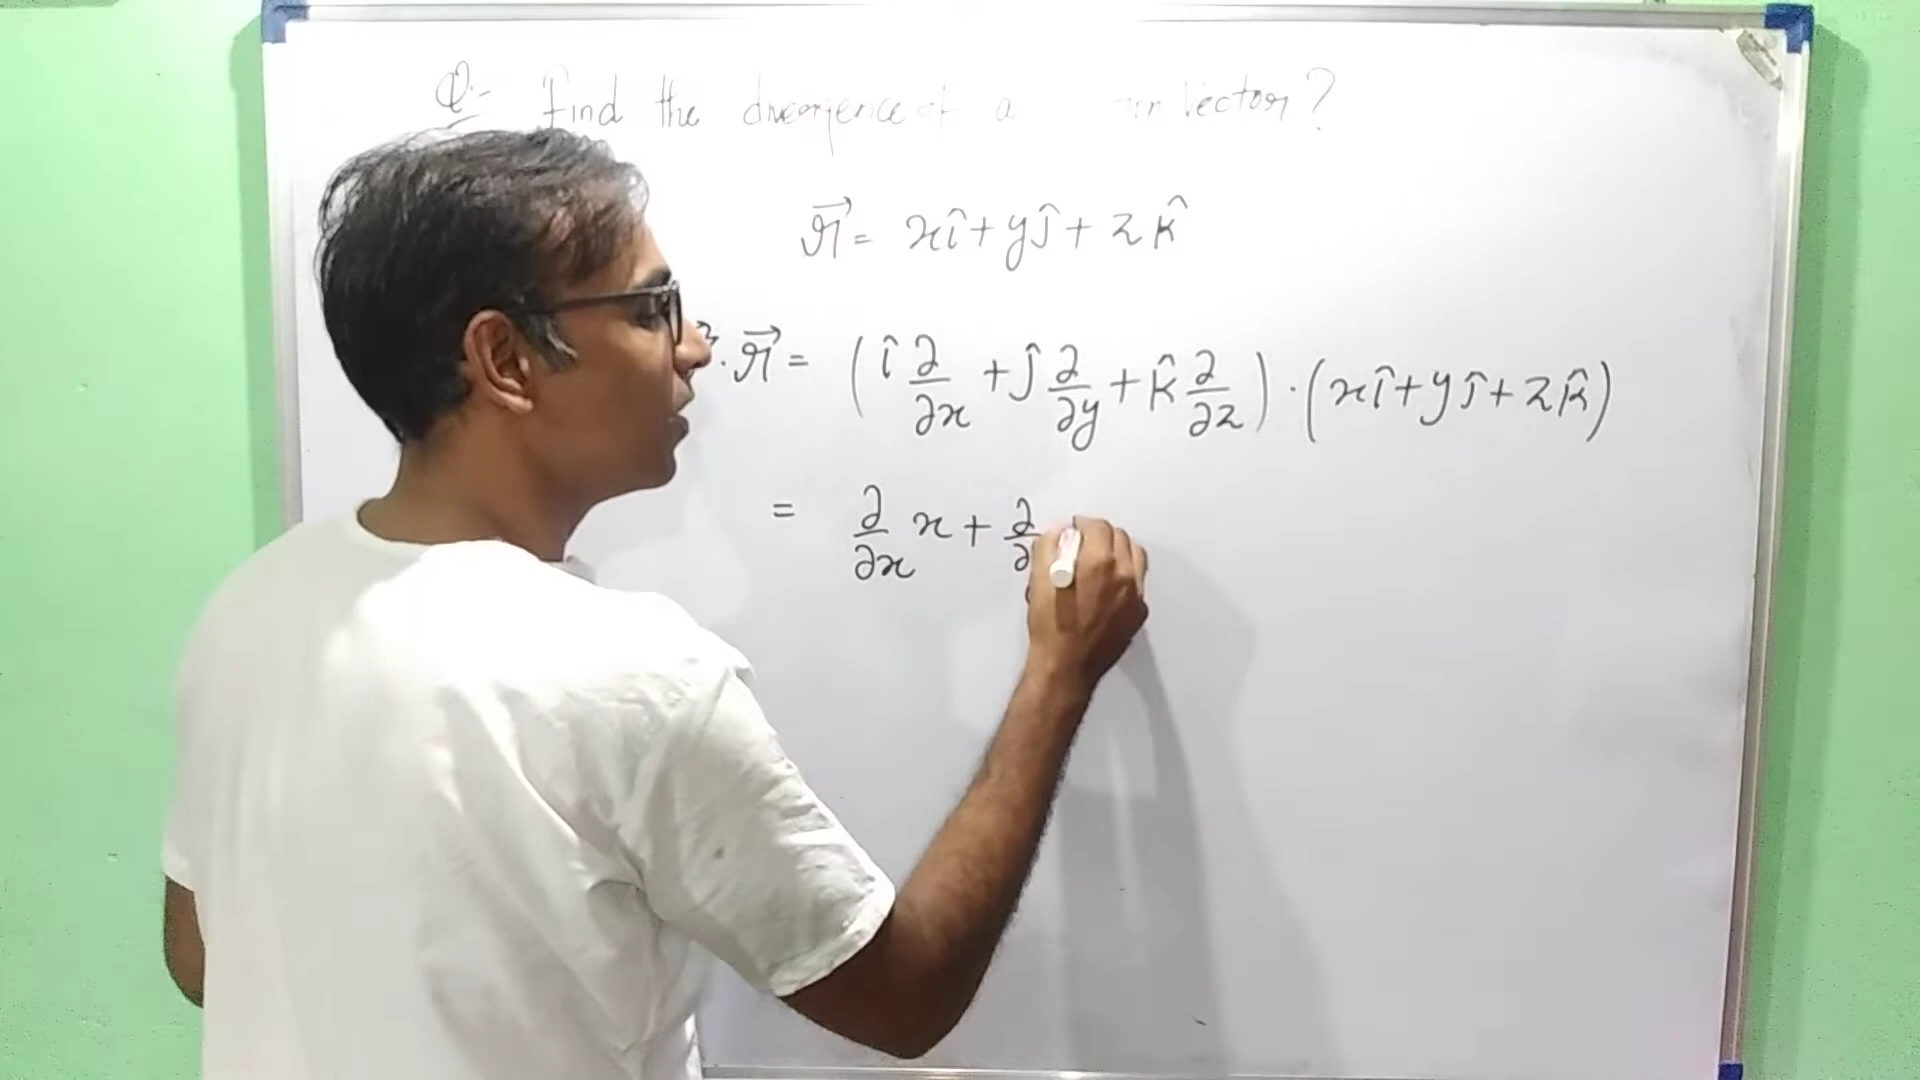 Q:- Find the divergence of a vector?
r⃗ = xî + yĵ + zk̂
. r⃗ = (î ∂/∂x + ĵ ∂/∂y + k̂ ∂/∂z) . (xî + yĵ + zk̂)
= ∂/∂x x + ∂/∂